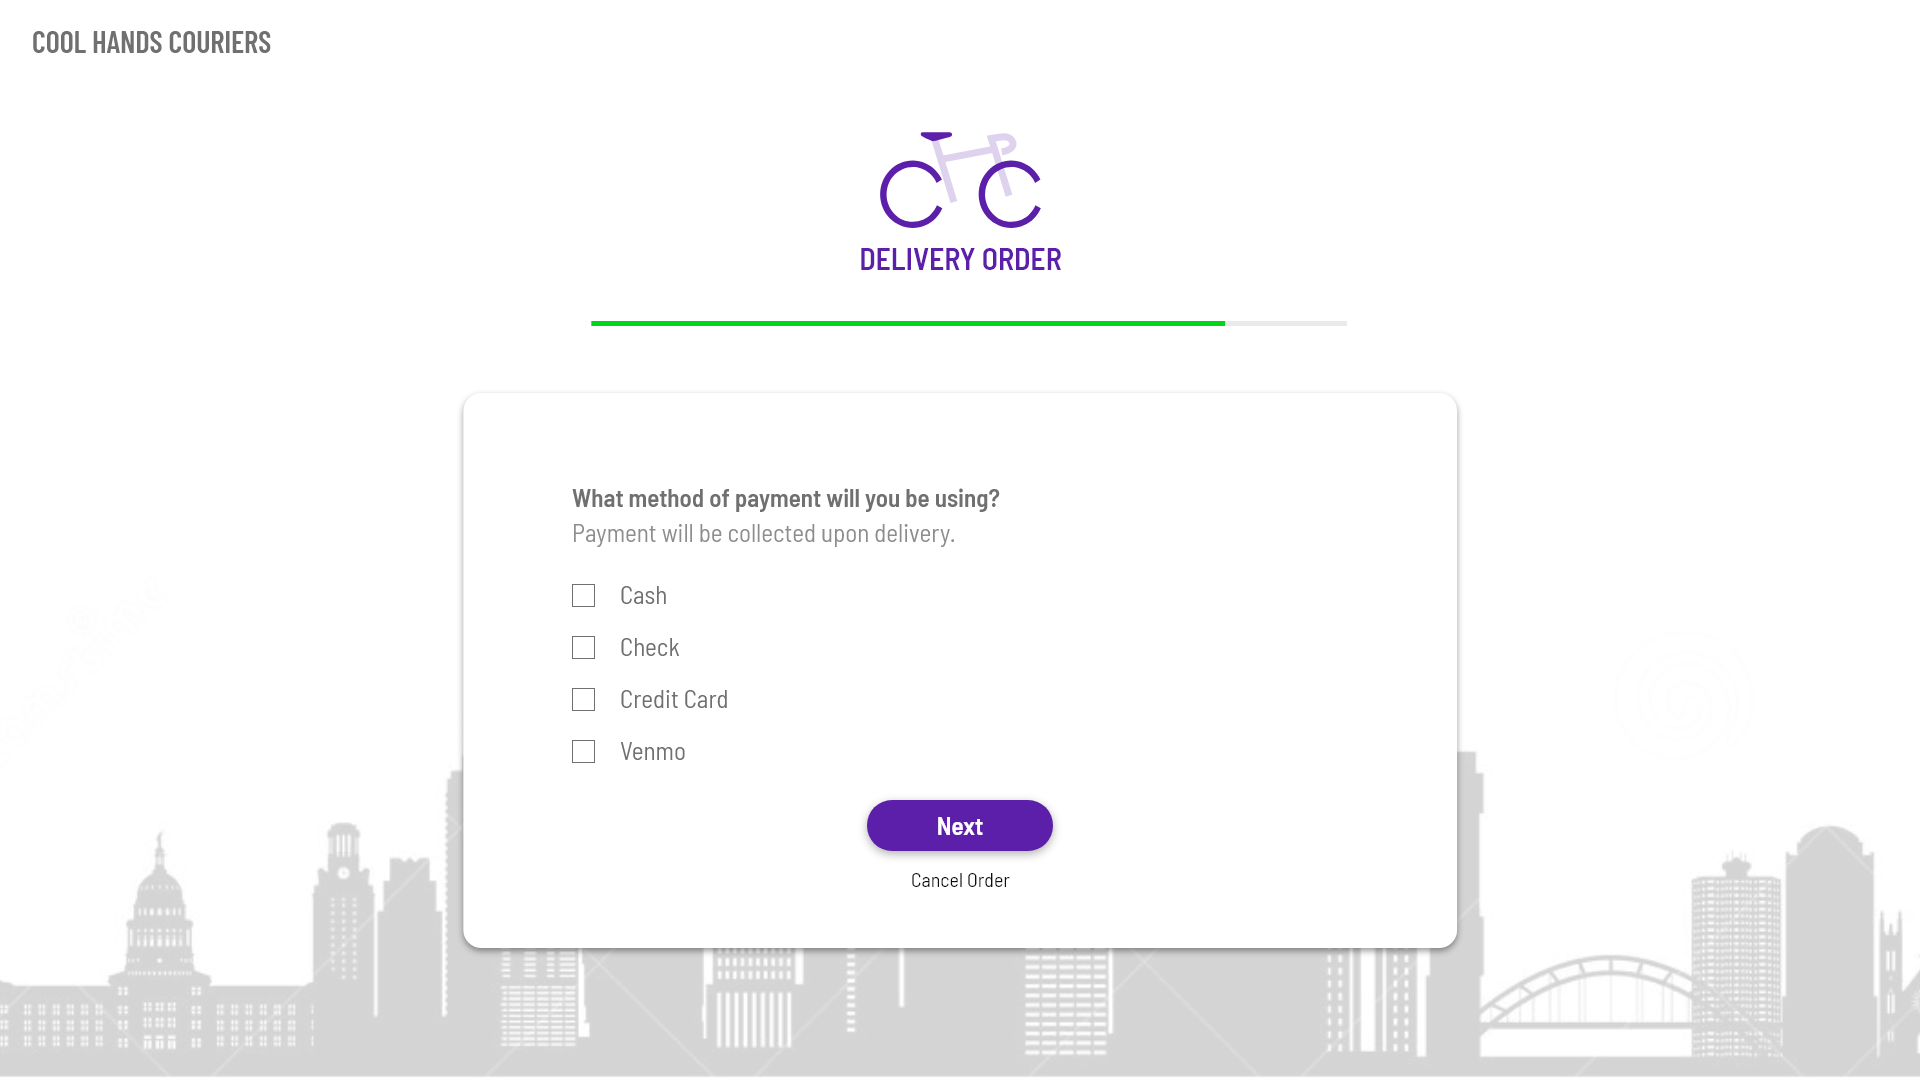 COOL HANDS COURIERS
DELIVERY ORDER
What method of payment will you be using?
Payment will be collected upon delivery.
Cash
Check
Credit Card
Venmo
Next
Cancel Order